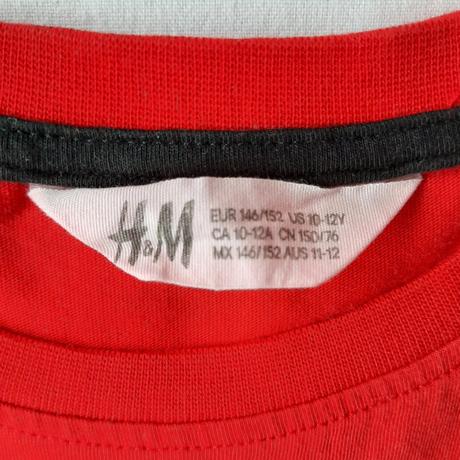 H&M
EUR 146/152 US 10-12Y
CA 10-12A CN 150/76
MX 146/152 AUS 11-12